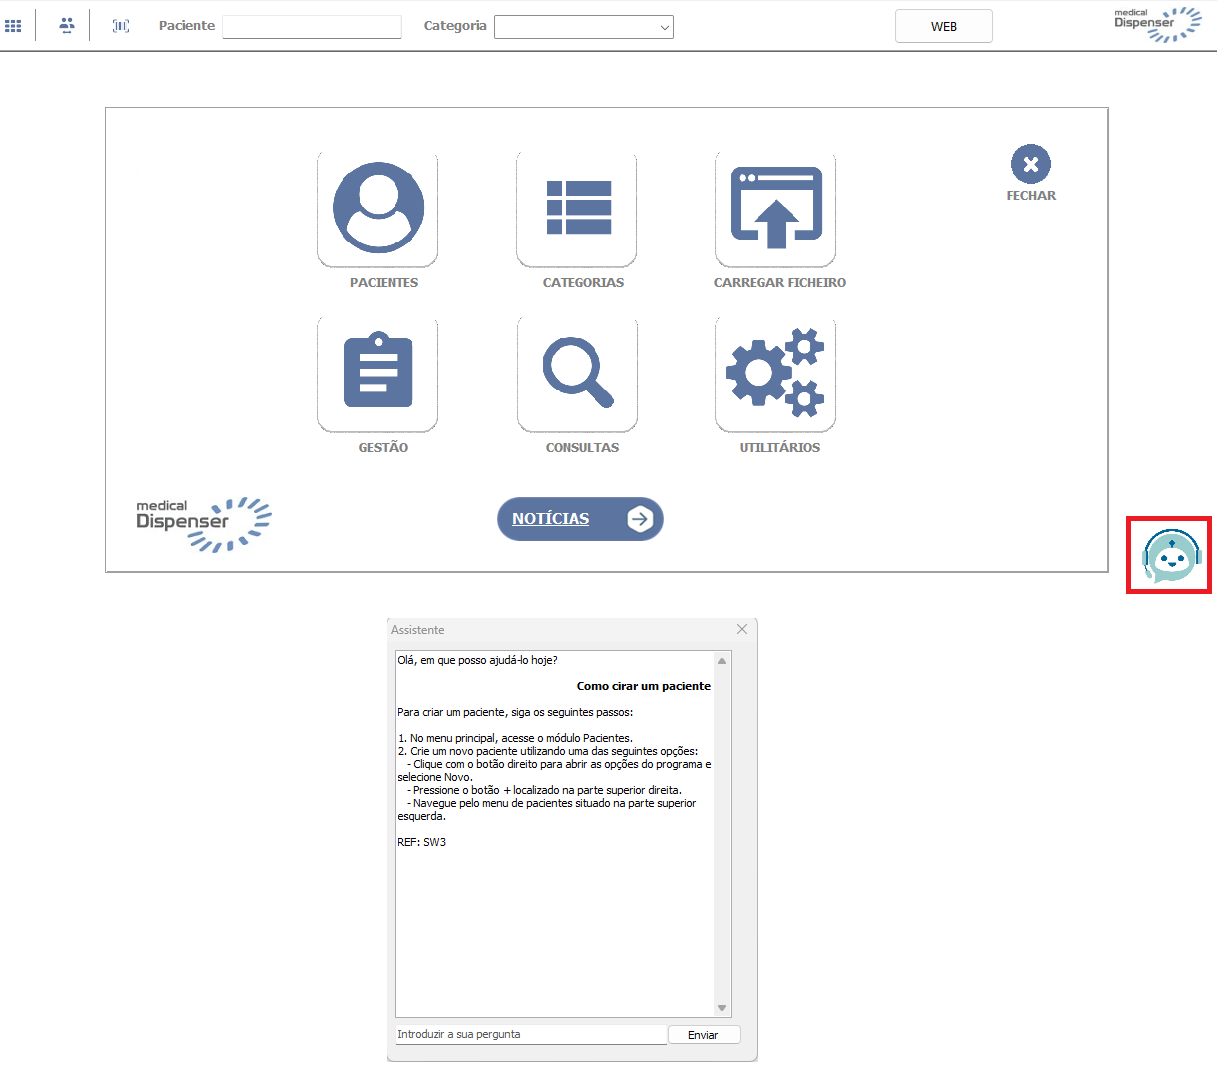 Paciente
Categoria
WEB
medical
Dispenser
FECHAR
PACIENTES
CATEGORIAS
CARREGAR FICHEIRO
GESTÃO
CONSULTAS
UTILITÁRIOS
medical
Dispenser
NOTÍCIAS
Assistente
Olá, em que posso ajudá-lo hoje?
Como cirar um paciente
Para criar um paciente, siga os seguintes passos:
1. No menu principal, acesse o módulo Pacientes.
2. Crie um novo paciente utilizando uma das seguintes opções:
- Clique com o botão direito para abrir as opções do programa e
selecione Novo.
- Pressione o botão + localizado na parte superior direita.
- Navegue pelo menu de pacientes situado na parte superior
esquerda.
REF: SW3
Introduzir a sua pergunta
Enviar